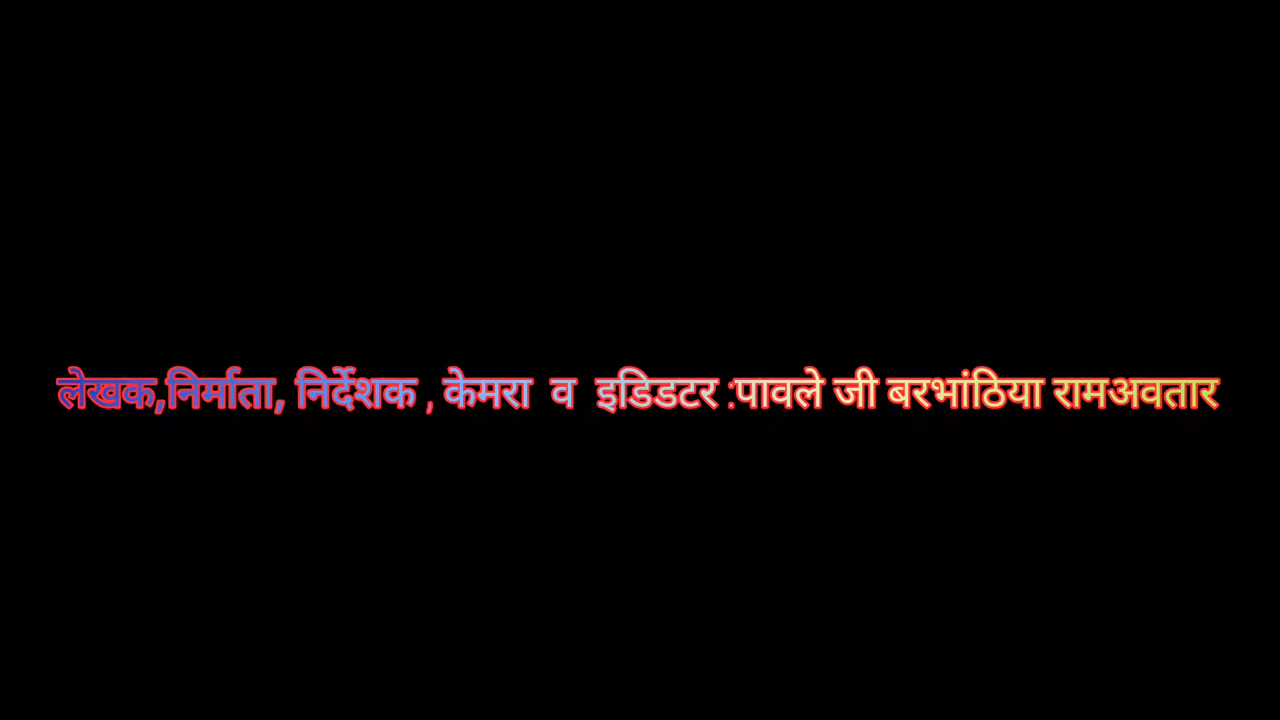 लेखक,निर्माता, निर्देशक , केमरा व इडिडटर :पावले जी बरभांठिया रामअवतार